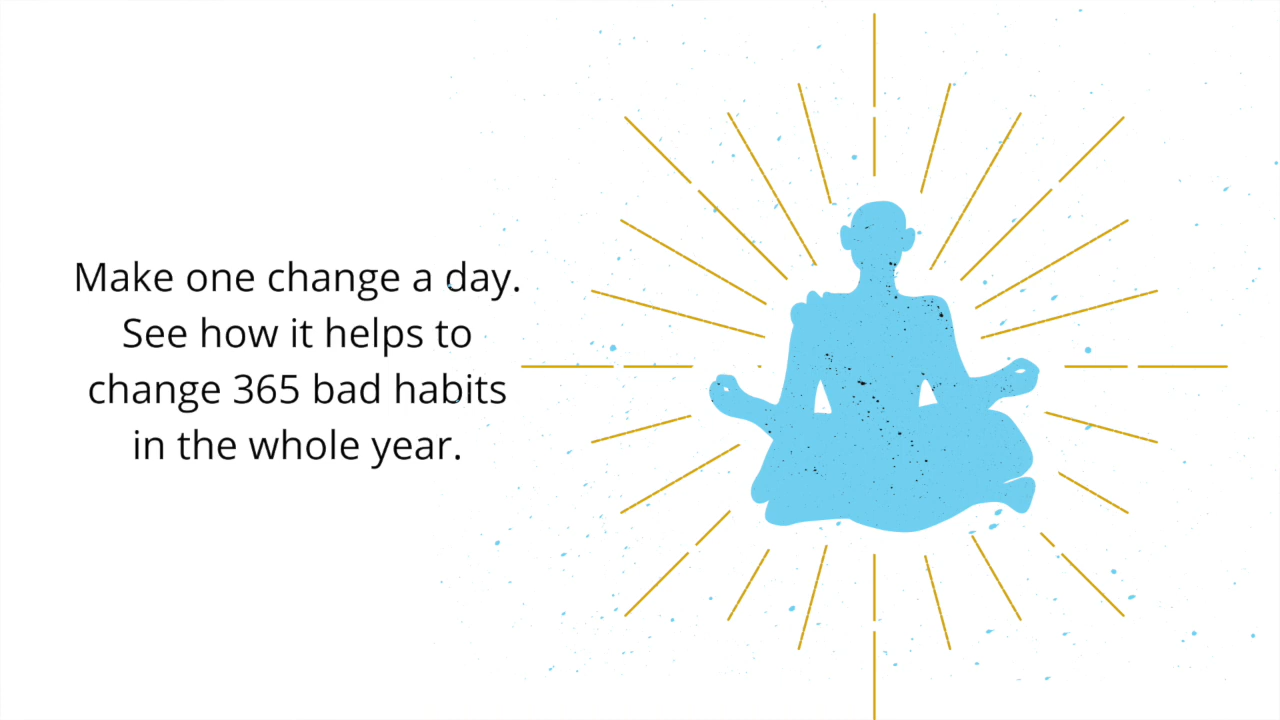 Make one change a day.
See how it helps to
change 365 bad habits
in the whole year.